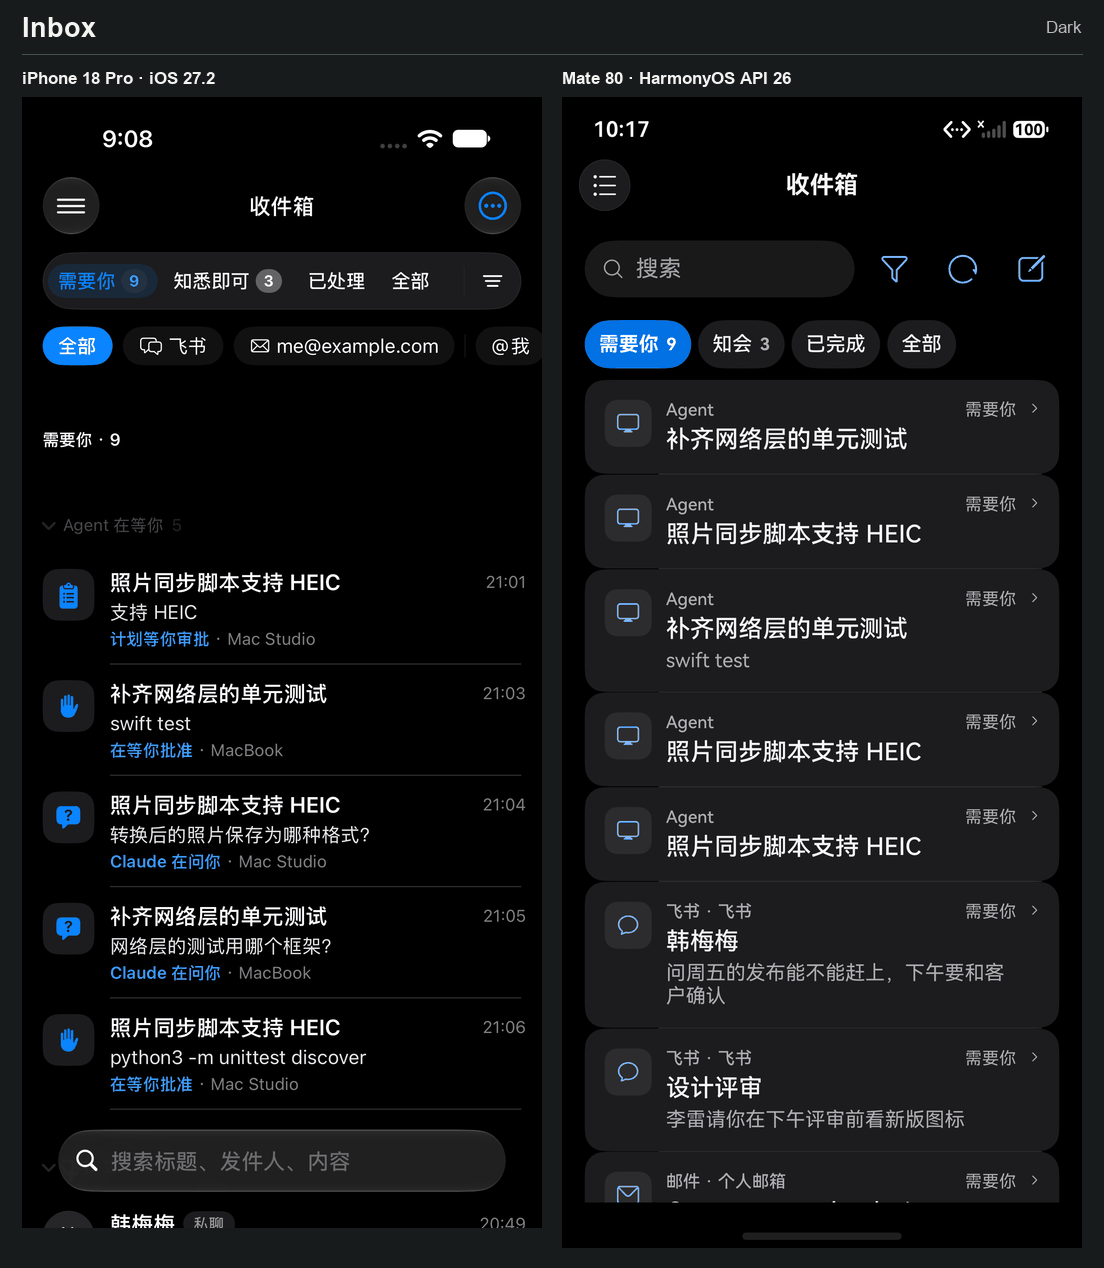 Inbox
Dark
iPhone 18 Pro · iOS 27.2
9:08
收件箱
需要你 9 知悉即可 3 已处理 全部
全部 飞书 me@example.com @我
需要你 · 9
Agent 在等你 5
照片同步脚本支持 HEIC 21:01
支持 HEIC
计划等你审批 · Mac Studio
补齐网络层的单元测试 21:03
swift test
在等你批准 · MacBook
照片同步脚本支持 HEIC 21:04
转换后的照片保存为哪种格式?
Claude 在问你 · Mac Studio
补齐网络层的单元测试 21:05
网络层的测试用哪个框架?
Claude 在问你 · MacBook
照片同步脚本支持 HEIC 21:06
python3 -m unittest discover
在等你批准 · Mac Studio
搜索标题、发件人、内容
韩梅梅 私聊 20:49
Mate 80 · HarmonyOS API 26
10:17 100
收件箱
搜索
需要你 9 知会 3 已完成 全部
Agent 需要你
补齐网络层的单元测试
Agent 需要你
照片同步脚本支持 HEIC
Agent 需要你
补齐网络层的单元测试
swift test
Agent 需要你
照片同步脚本支持 HEIC
Agent 需要你
照片同步脚本支持 HEIC
飞书 · 飞书 需要你
韩梅梅
问周五的发布能不能赶上，下午要和客
户确认
飞书 · 飞书 需要你
设计评审
李雷请你在下午评审前看新版图标
邮件 · 个人邮箱 需要你